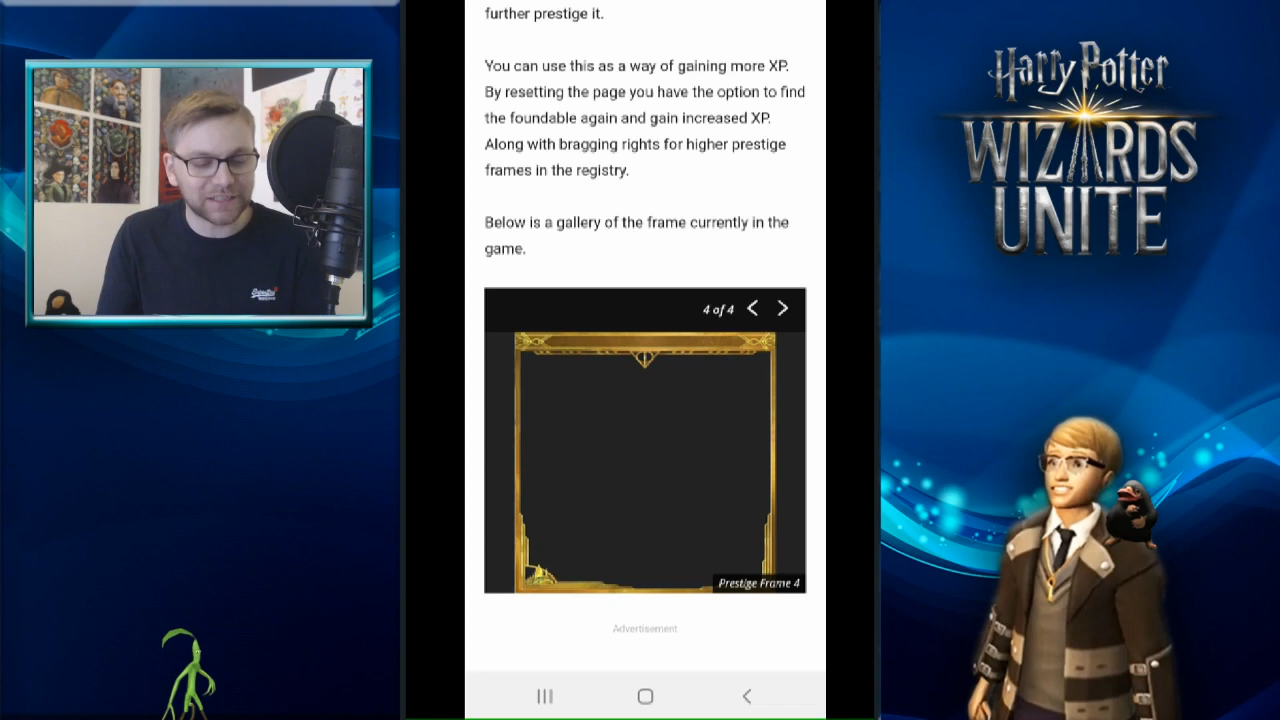 further prestige it.
You can use this as a way of gaining more XP.
By resetting the page you have the option to find
the foundable again and gain increased XP.
Along with bragging rights for higher prestige
frames in the registry.
Below is a gallery of the frame currently in the
game.
4 of 4
Prestige Frame 4
Advertisement
Harry Potter
WIZARDS
UNITE